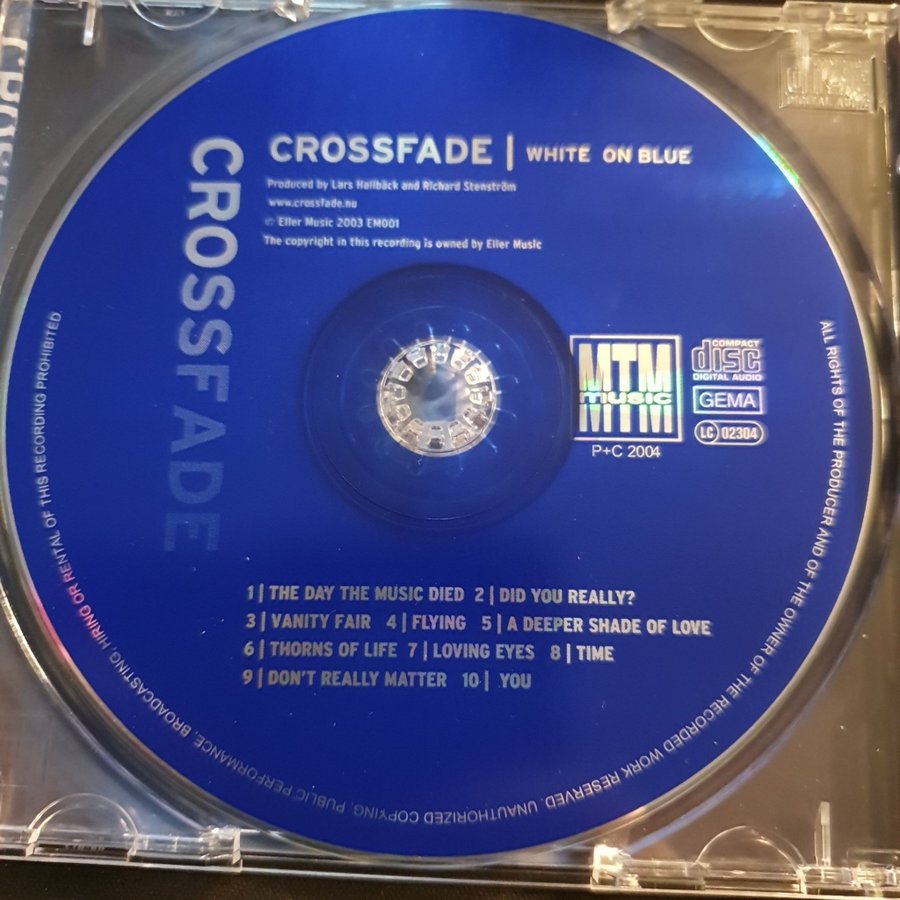 CROSSFADE | WHITE ON BLUE
Produced by Lars Hallbäck and Richard Stenström
www.crossfade.nu
© Eller Music 2003 EM001
The copyright in this recording is owned by Eller Music
CROSSFADE
MTM
music
MTM
P+C 2004
COMPACT
disc
DIGITAL AUDIO
GEMA
LC 02304
1 | THE DAY THE MUSIC DIED 2 | DID YOU REALLY?
3 | VANITY FAIR 4 | FLYING 5 | A DEEPER SHADE OF LOVE
6 | THORNS OF LIFE 7 | LOVING EYES 8 | TIME
9 | DON'T REALLY MATTER 10 | YOU
ALL RIGHTS OF THE PRODUCER AND OF THE OWNER OF THE RECORDED WORK RESERVED. UNAUTHORIZED COPYING, PUBLIC PERFORMANCE, BROADCASTING, HIRING OR RENTAL OF THIS RECORDING PROHIBITED
disc
DIGITAL AUDIO